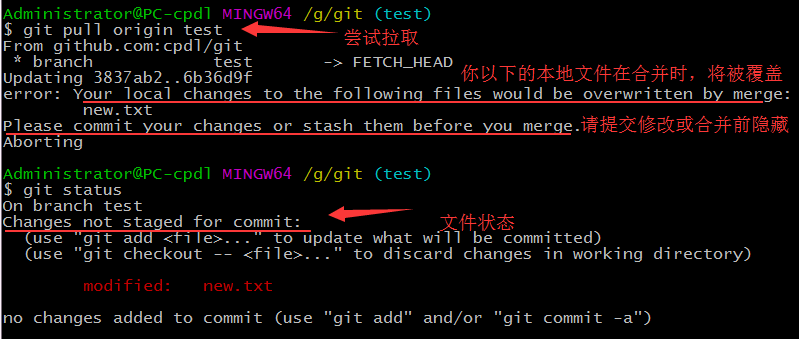 Administrator@PC-cpdl MINGW64 /g/git (test)
$ git pull origin test
尝试拉取
From github.com:cpdl/git
 * branch            test       -> FETCH_HEAD
Updating 3837ab2..6b36d9f
你以下的本地文件在合并时，将被覆盖
error: Your local changes to the following files would be overwritten by merge:
        new.txt
Please commit your changes or stash them before you merge.请提交修改或合并前隐藏
Aborting
Administrator@PC-cpdl MINGW64 /g/git (test)
$ git status
On branch test
Changes not staged for commit:
文件状态
  (use "git add <file>..." to update what will be committed)
  (use "git checkout -- <file>..." to discard changes in working directory)
        modified:   new.txt
no changes added to commit (use "git add" and/or "git commit -a")